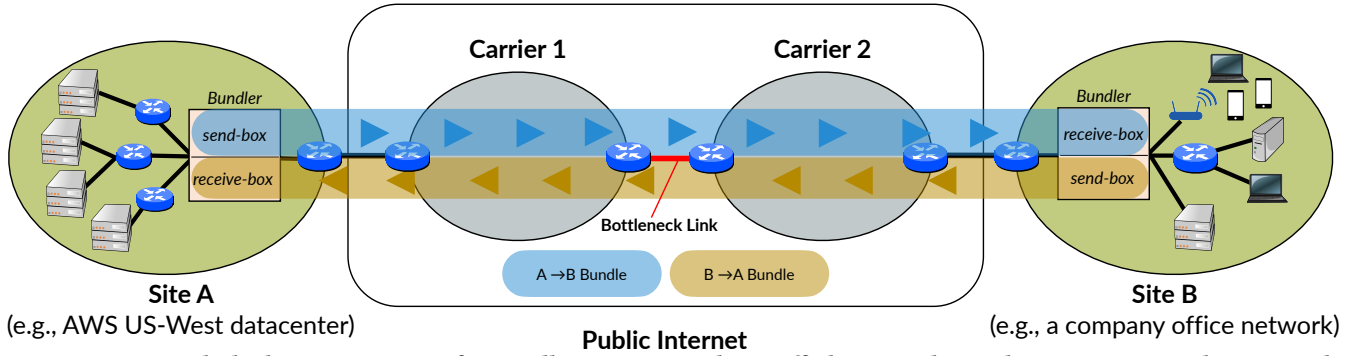 Carrier 1
Carrier 2
Bundler
send-box
receive-box
Bundler
receive-box
send-box
Bottleneck Link
A →B Bundle
B →A Bundle
Site A
(e.g., AWS US-West datacenter)
Site B
(e.g., a company office network)
Public Internet